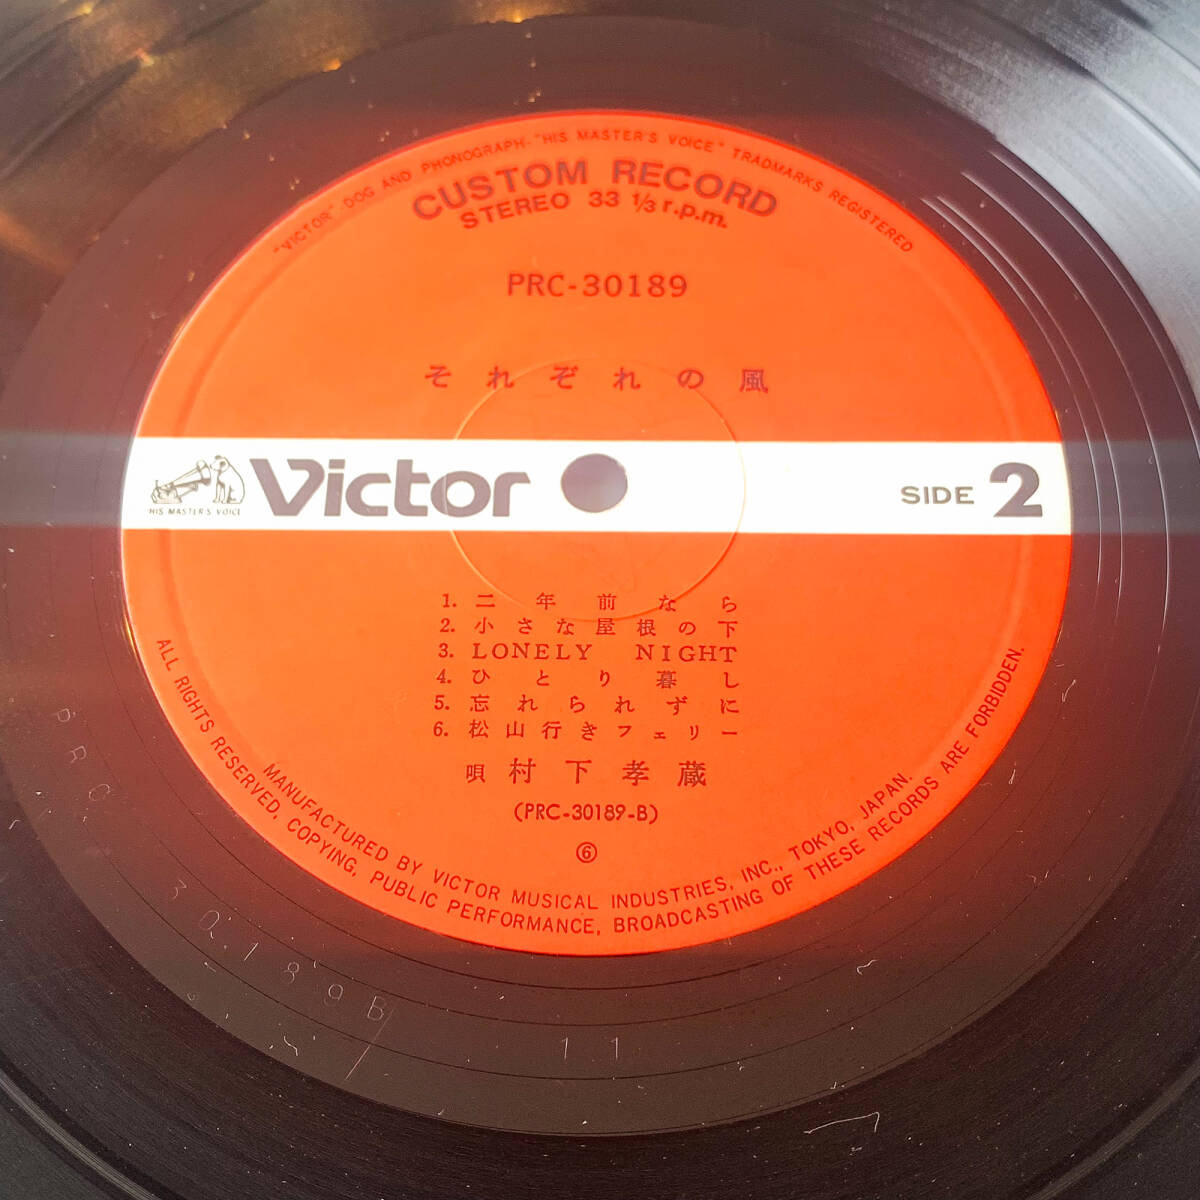 "VICTOR" DOG AND PHONOGRAPH-"HIS MASTER'S VOICE" TRADMARKS REGISTERED
CUSTOM RECORD
STEREO 33 1/3 r.p.m.
PRC-30189
それぞれの風
HIS MASTER'S VOICE
Victor
SIDE 2
1. 二年前なら
2. 小さな屋根の下
3. LONELY NIGHT
4. ひとり暮し
5. 忘れられずに
6. 松山行きフェリー
唄 村下孝蔵
(PRC-30189-B)
⑥
MANUFACTURED BY VICTOR MUSICAL INDUSTRIES, INC., TOKYO, JAPAN.
ALL RIGHTS RESERVED, COPYING, PUBLIC PERFORMANCE, BROADCASTING OF THESE RECORDS ARE FORBIDDEN.
PRC 30189B 11